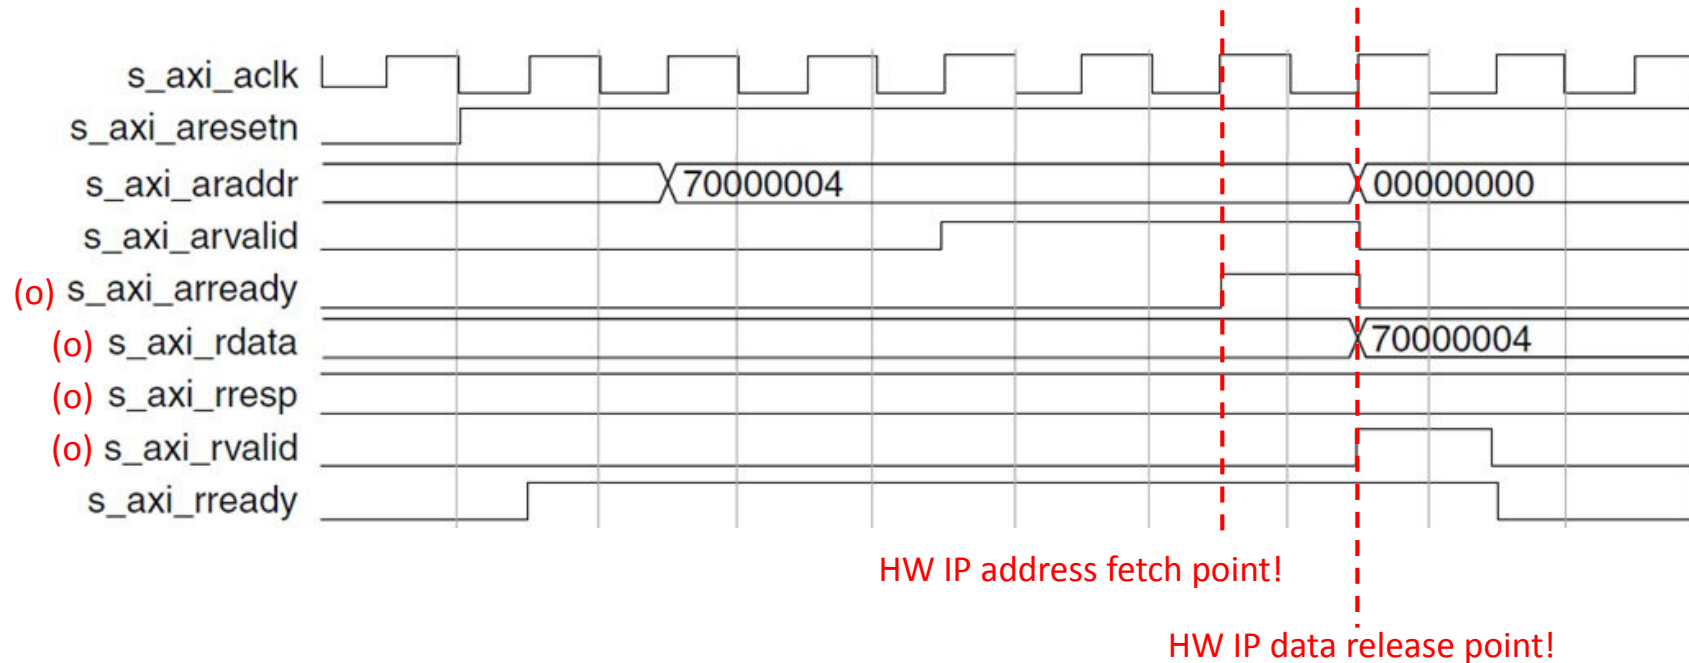 s_axi_aclk
s_axi_aresetn
s_axi_araddr 70000004 00000000
s_axi_arvalid
(o) s_axi_arready
(o) s_axi_rdata 70000004
(o) s_axi_rresp
(o) s_axi_rvalid
s_axi_rready
HW IP address fetch point!
HW IP data release point!